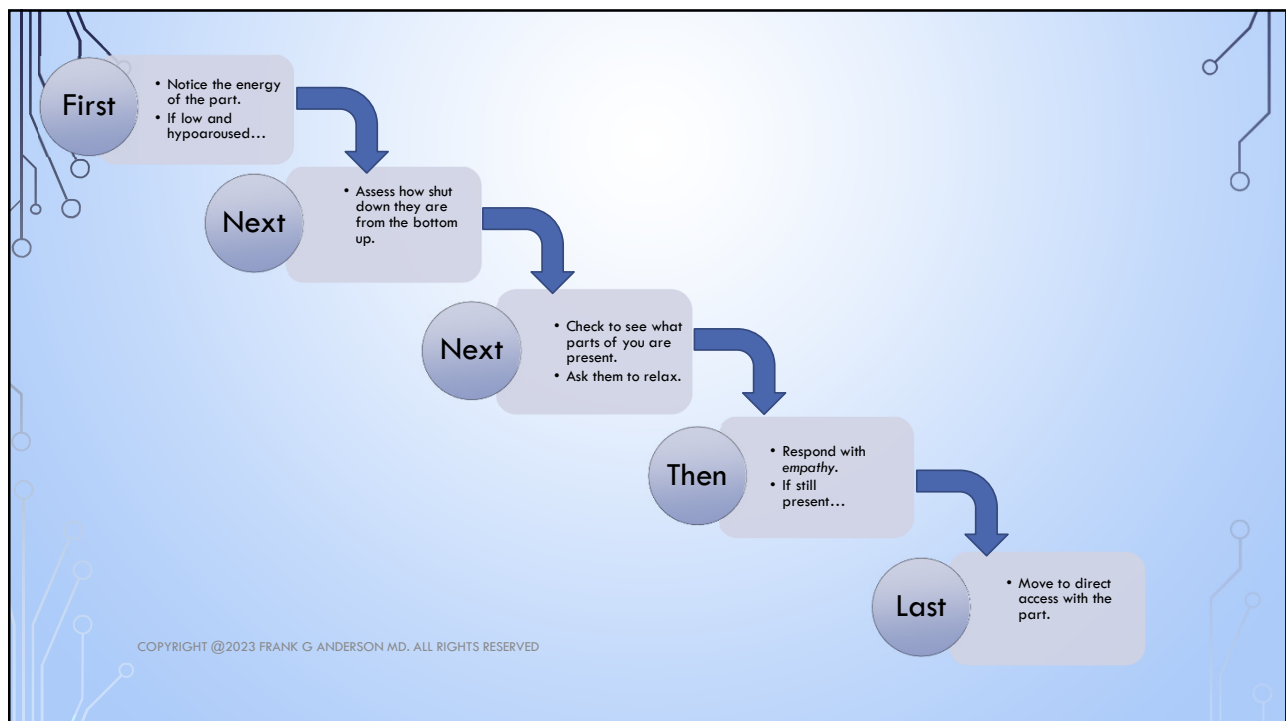 First
• Notice the energy
of the part.
• If low and
hypoaroused...
Next
• Assess how shut
down they are
from the bottom
up.
Next
• Check to see what
parts of you are
present.
• Ask them to relax.
Then
• Respond with
empathy.
• If still
present...
Last
• Move to direct
access with the
part.
COPYRIGHT @2023 FRANK G ANDERSON MD. ALL RIGHTS RESERVED